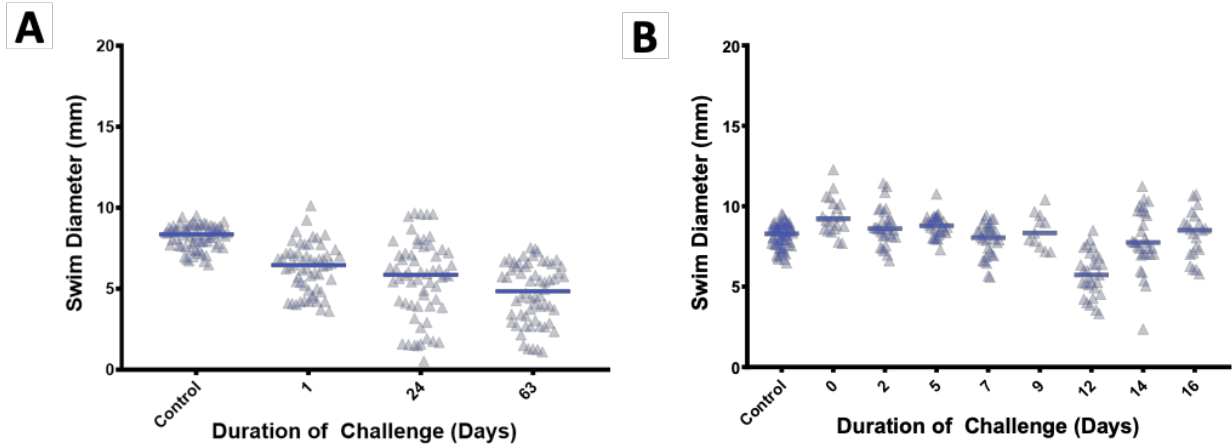 A
Swim Diameter (mm)
20
15
10
5
0
Control
1
24
63
Duration of Challenge (Days)
B
Swim Diameter (mm)
20
15
10
5
0
Control
0
2
5
7
9
12
14
16
Duration of Challenge (Days)